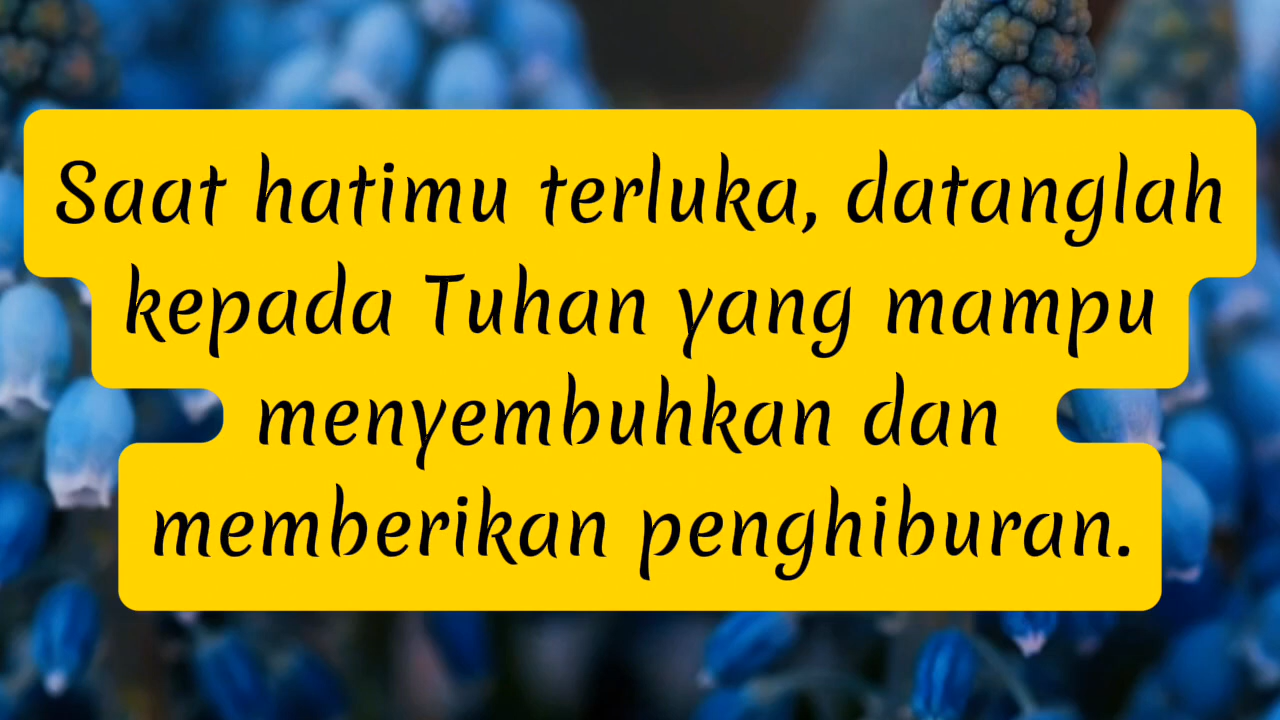 Saat hatimu terluka, datanglah
kepada Tuhan yang mampu
menyembuhkan dan
memberikan penghiburan.